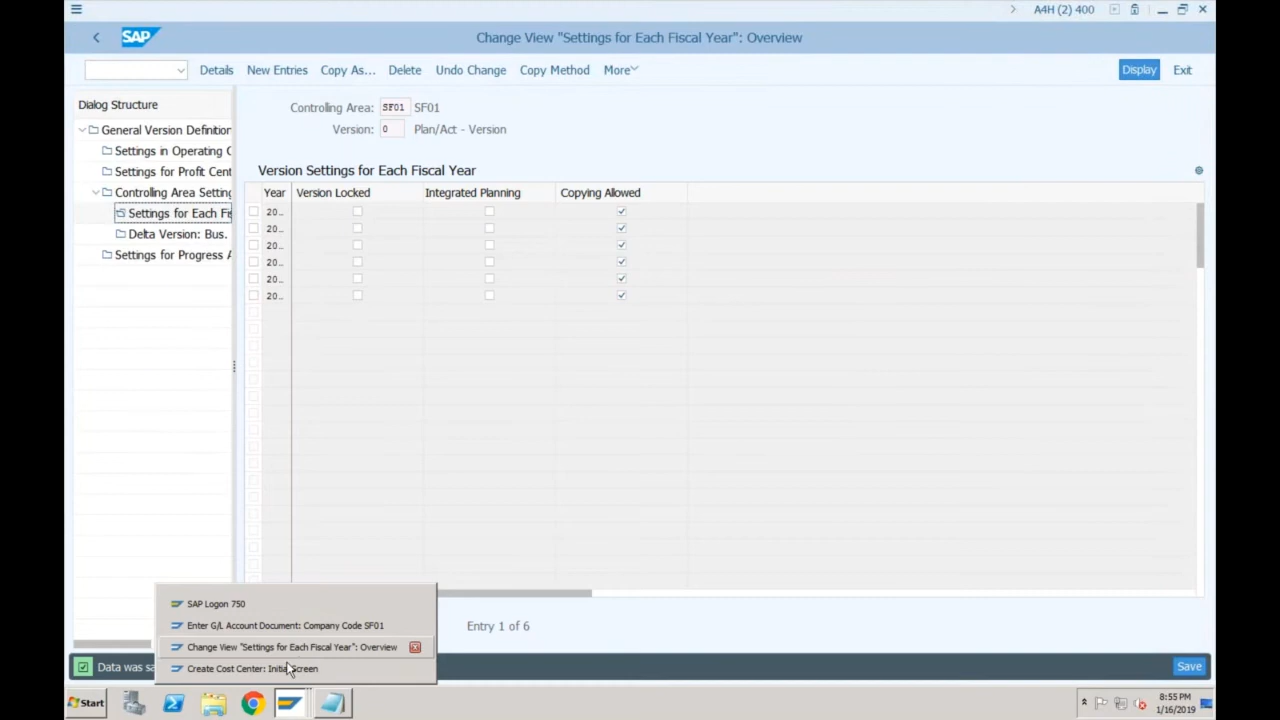 A4H (2) 400
SAP
Change View "Settings for Each Fiscal Year": Overview
Details New Entries Copy As... Delete Undo Change Copy Method More Display Exit
Dialog Structure
General Version Definition
Settings in Operating C
Settings for Profit Cent
Controlling Area Setting
Settings for Each Fis
Delta Version: Bus.
Settings for Progress A
Controling Area: SF01 SF01
Version: 0 Plan/Act - Version
Version Settings for Each Fiscal Year
Year Version Locked Integrated Planning Copying Allowed
20..
20..
20..
20..
20..
20..
Entry 1 of 6
SAP Logon 750
Enter G/L Account Document: Company Code SF01
Change View "Settings for Each Fiscal Year": Overview
Create Cost Center: Initial Screen
Data was sa
Save
Start
8:55 PM
1/16/2019